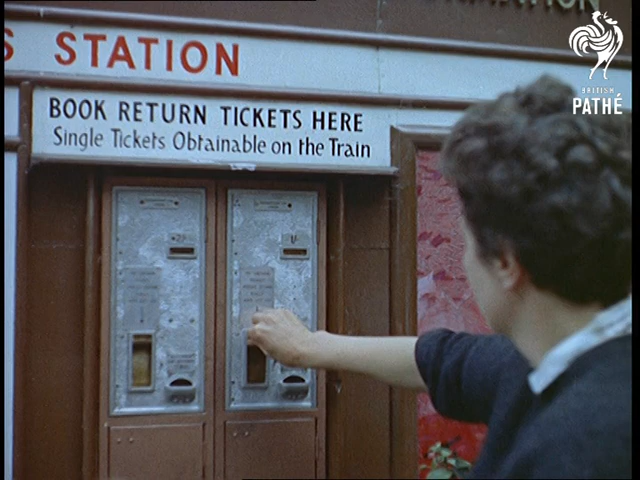 S STATION
BOOK RETURN TICKETS HERE
Single Tickets Obtainable on the Train
BRITISH
PATHÉ